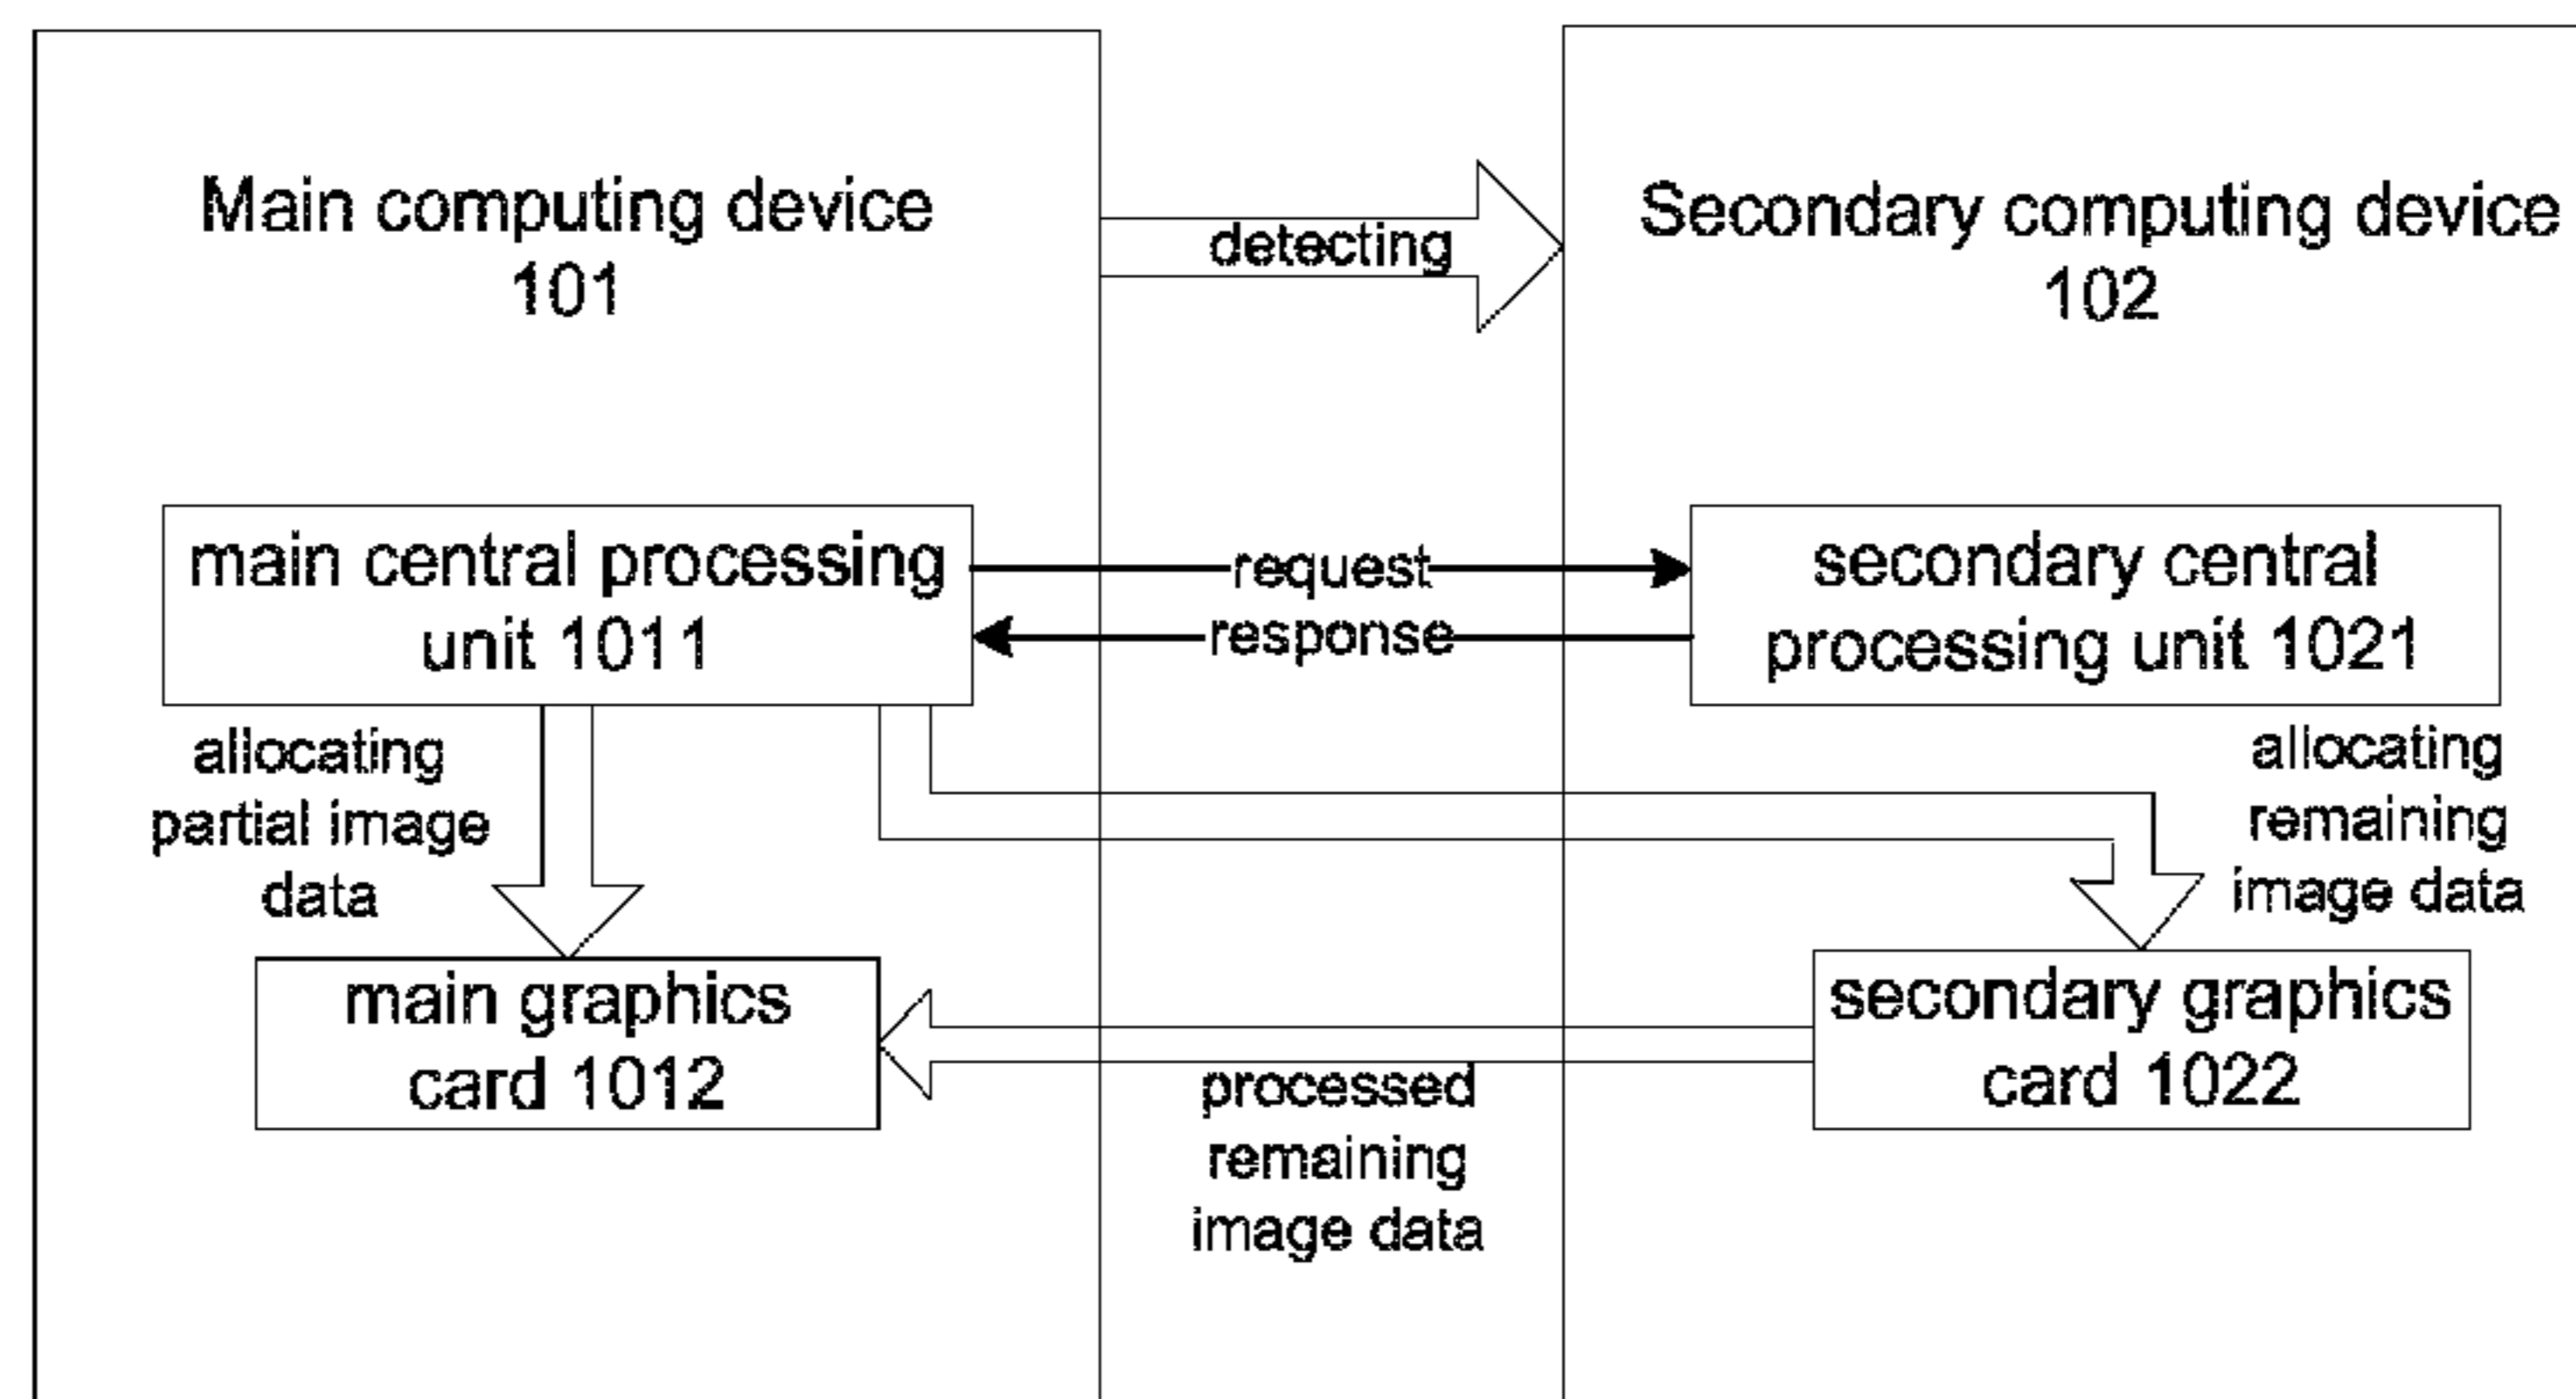 Main computing device
101
detecting
Secondary computing device
102
main central processing
unit 1011
request
response
secondary central
processing unit 1021
allocating
partial image
data
allocating
remaining
image data
main graphics
card 1012
processed
remaining
image data
secondary graphics
card 1022